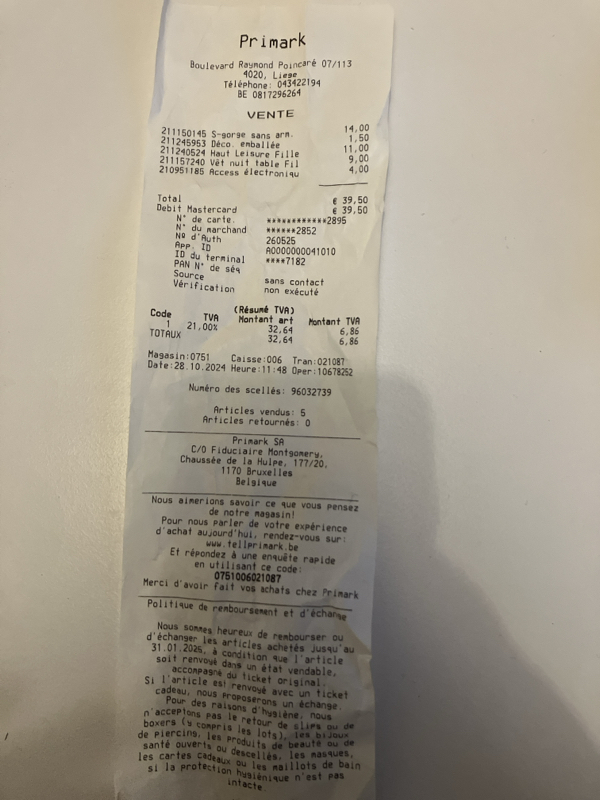 Primark
Boulevard Raymond Poincaré 07/113
4020, Liege
Téléphone: 043422194
BE 0817296264
VENTE
211150145 S-gorge sans arm. 14,00
211245953 Déco. emballée 1,50
211240524 Haut Leisure Fille 11,00
211157240 Vêt nuit table Fil 9,00
210951185 Access électroniqu 4,00
Total € 39,50
Debit Mastercard € 39,50
N° de carte. ************2895
N° du marchand ******2852
Nº d'Auth 260525
App. ID A0000000041010
ID du terminal ****7182
PAN N° de séq
Source sans contact
Vérification non exécuté
(Résumé TVA)
Code TVA Montant art Montant TVA
1 21,00% 32,64 6,86
TOTAUX 32,64 6,86
Magasin:0751 Caisse:006 Tran:021087
Date:28.10.2024 Heure:11:48 Oper:10678252
Numéro des scellés: 96032739
Articles vendus: 5
Articles retournés: 0
Primark SA
C/O Fiduciaire Montgomery,
Chaussée de la Hulpe, 177/20,
1170 Bruxelles
Belgique
Nous aimerions savoir ce que vous pensez
de notre magasin!
Pour nous parler de votre expérience
d'achat aujourd'hui, rendez-vous sur:
www.tellprimark.be
Et répondez à une enquête rapide
en utilisant ce code:
0751006021087
Merci d'avoir fait vos achats chez Primark
Politique de remboursement et d'échange
Nous sommes heureux de rembourser ou
d'échanger les articles achetés jusqu'au
31.01.2025, à condition que l'article
soit renvoyé dans un état vendable,
accompagné du ticket original.
Si l'article est renvoyé avec un ticket
cadeau, nous proposerons un échange.
Pour des raisons d'hygiène, nous
n'acceptons pas le retour de slips ou de
boxers (y compris les lots), les bijoux
de piercing, les produits de beauté ou de
santé ouverts ou descellés, les masques,
les cartes cadeaux ou les maillots de bain
si la protection hygiénique n'est pas
intacte